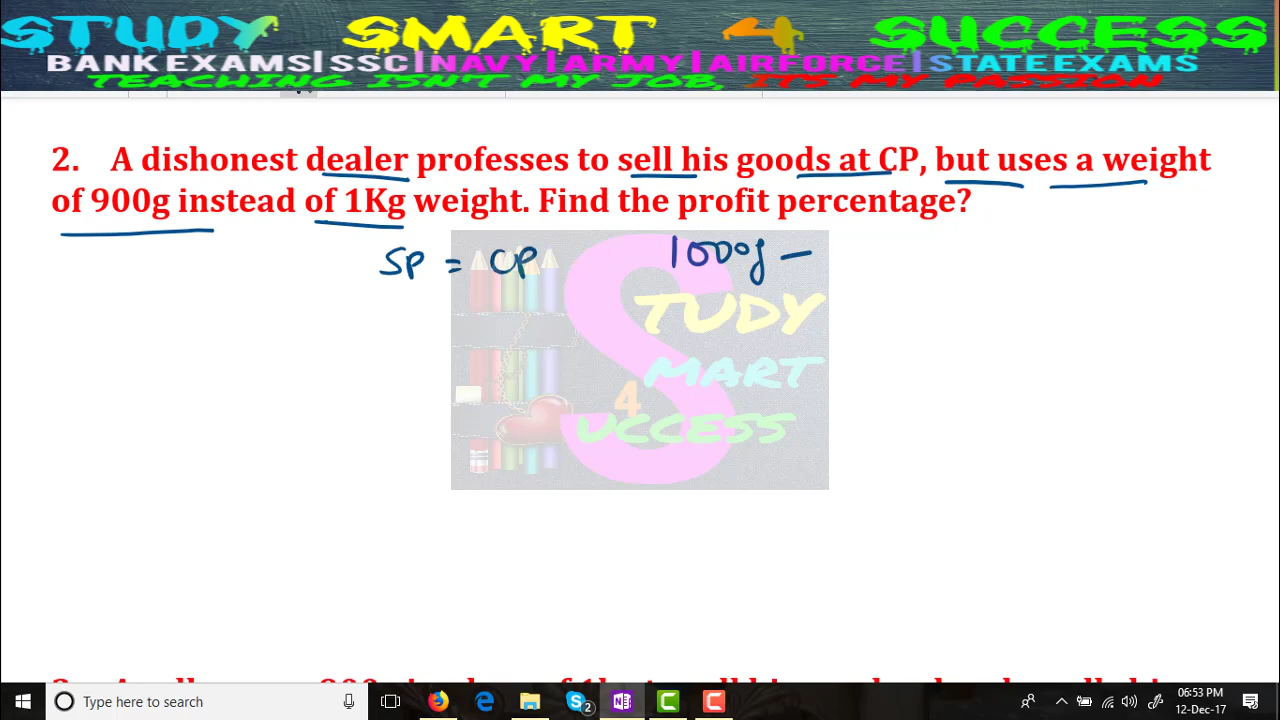 STUDY SMART 4 SUCCESS
BANK EXAMS|SSC|NAVY|ARMY|AIRFORCE|STATE EXAMS
TEACHING ISN'T MY JOB, ITS MY PASSION
2. A dishonest dealer professes to sell his goods at CP, but uses a weight
of 900g instead of 1Kg weight. Find the profit percentage?
SP = CP 1000g –
TUDY
MART
4
UCCESS
Type here to search
2
06:53 PM
12-Dec-17